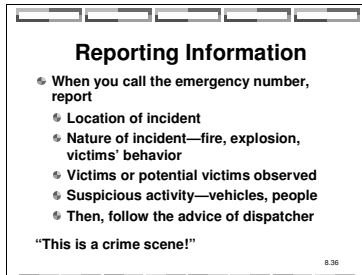 Reporting Information
When you call the emergency number,
report
Location of incident
Nature of incident—fire, explosion,
victims' behavior
Victims or potential victims observed
Suspicious activity—vehicles, people
Then, follow the advice of dispatcher
“This is a crime scene!”
8.36